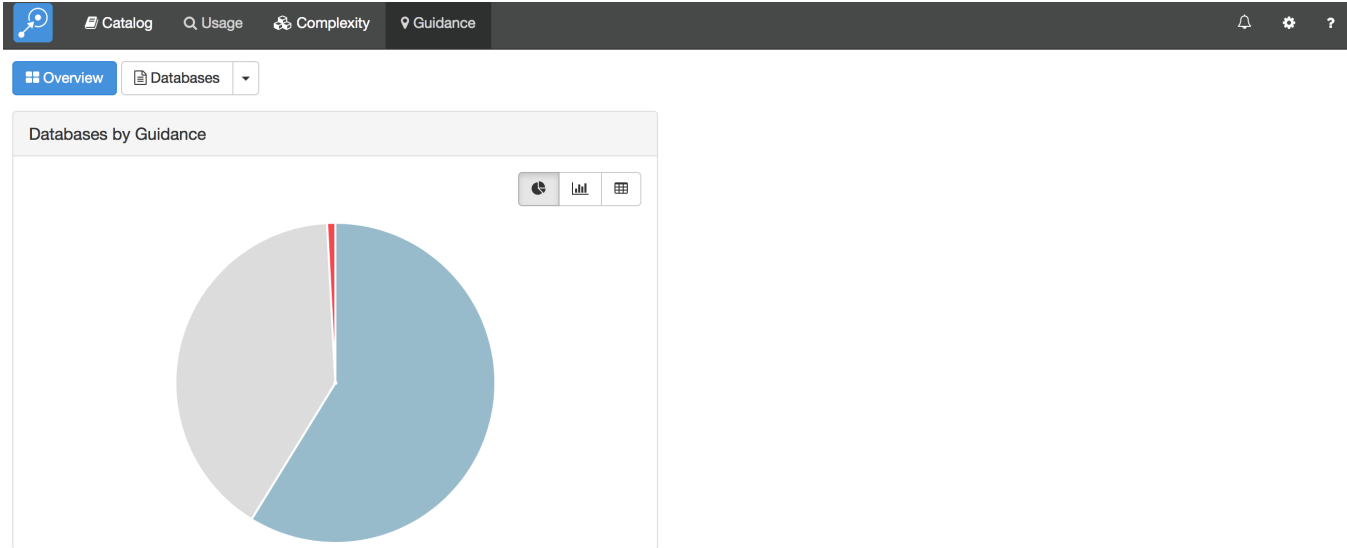 Catalog Usage Complexity Guidance ?
Overview Databases
Databases by Guidance